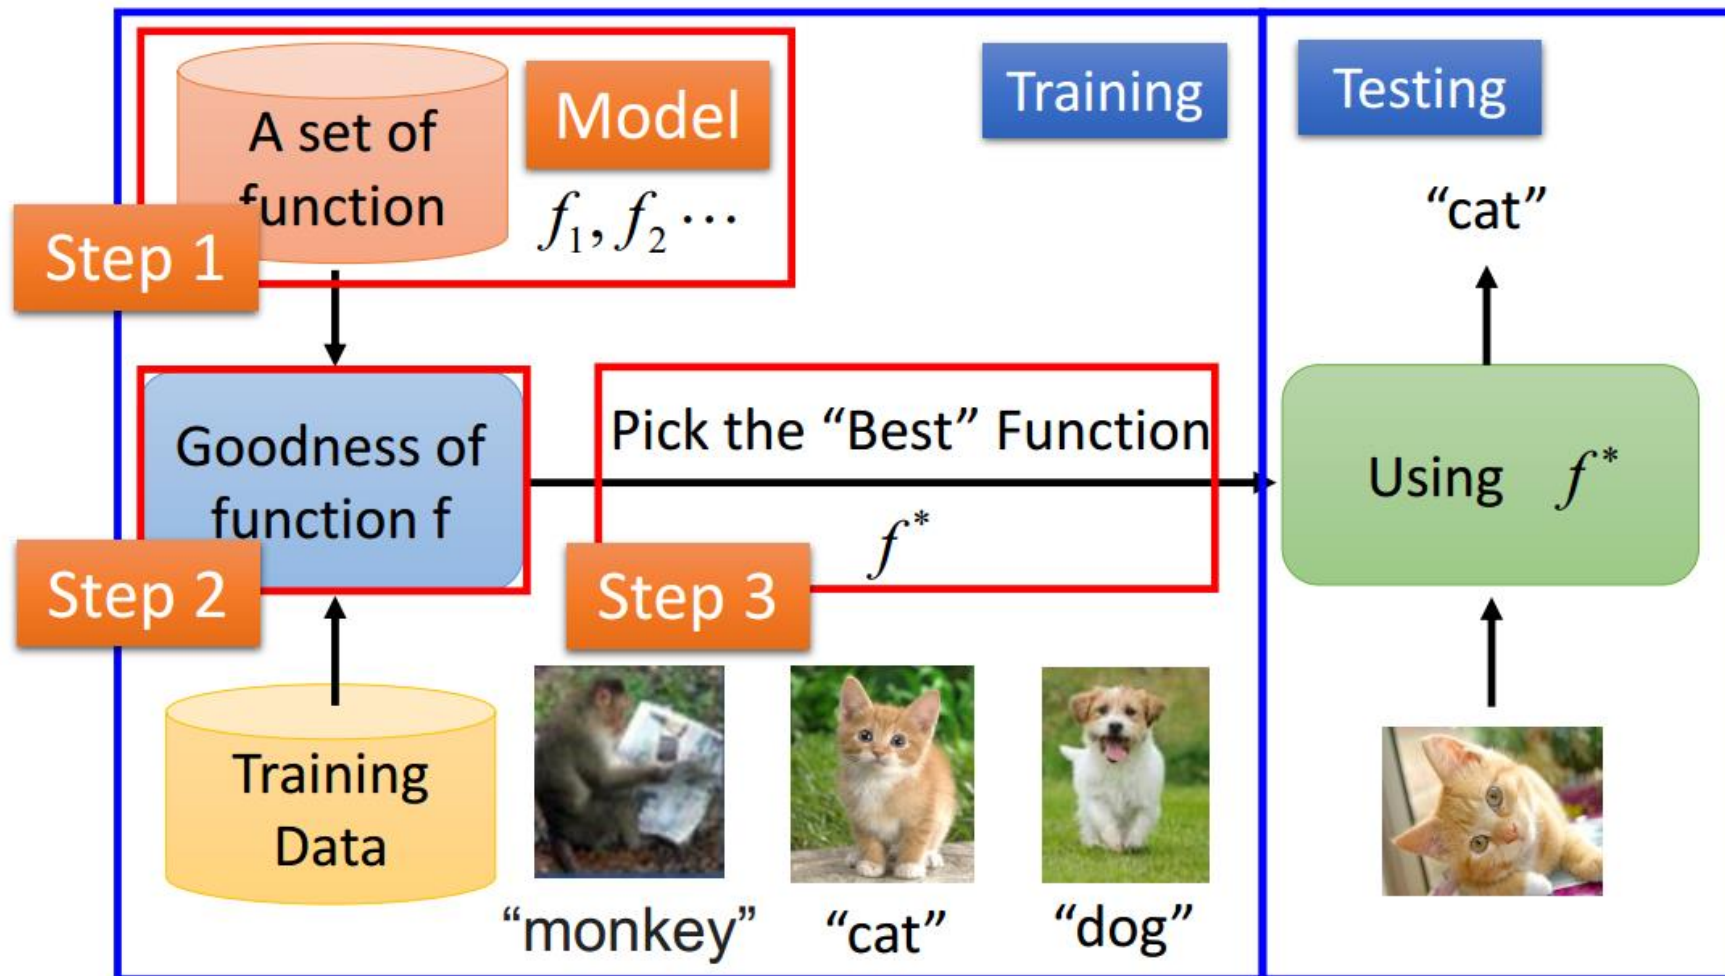 A set of
function
Model
f₁, f₂ ⋯
Step 1
Training
Testing
“cat”
Goodness of
function f
Step 2
Pick the “Best” Function
f*
Step 3
Using f*
Training
Data
“monkey”
“cat”
“dog”